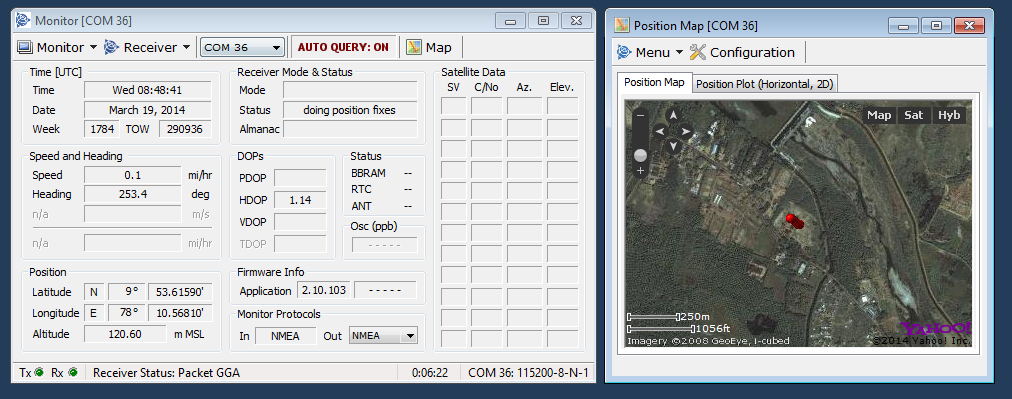 Monitor [COM 36]
Monitor Receiver COM 36 AUTO QUERY: ON Map
Time [UTC]
Time Wed 08:48:41
Date March 19, 2014
Week 1784 TOW 290936
Speed and Heading
Speed 0.1 mi/hr
Heading 253.4 deg
n/a m/s
n/a mi/hr
Position
Latitude N 9° 53.61590'
Longitude E 78° 10.56810'
Altitude 120.60 m MSL
Receiver Mode & Status
Mode
Status doing position fixes
Almanac
DOPs
PDOP
HDOP 1.14
VDOP
TDOP
Status
BBRAM --
RTC --
ANT --
Osc (ppb)
-----
Firmware Info
Application 2.10.103 -----
Monitor Protocols
In NMEA Out NMEA
Satellite Data
SV C/No Az. Elev.
Tx Rx Receiver Status: Packet GGA 0:06:22 COM 36: 115200-8-N-1
Position Map [COM 36]
Menu Configuration
Position Map Position Plot (Horizontal, 2D)
Map Sat Hyb
250m
1056ft
YAHOO!
Imagery ©2008 GeoEye, i-cubed ©2014 Yahoo! Inc.